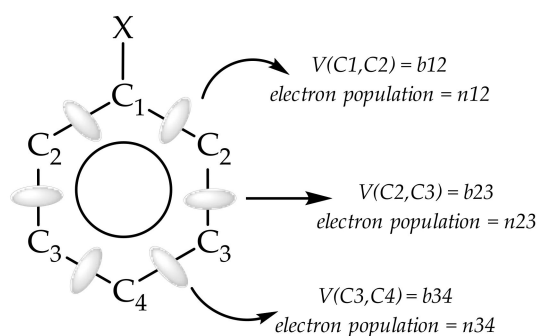 X
C1
V(C1,C2) = b12
electron population = n12
C2 C2
V(C2,C3) = b23
electron population = n23
C3 C3
C4
V(C3,C4) = b34
electron population = n34